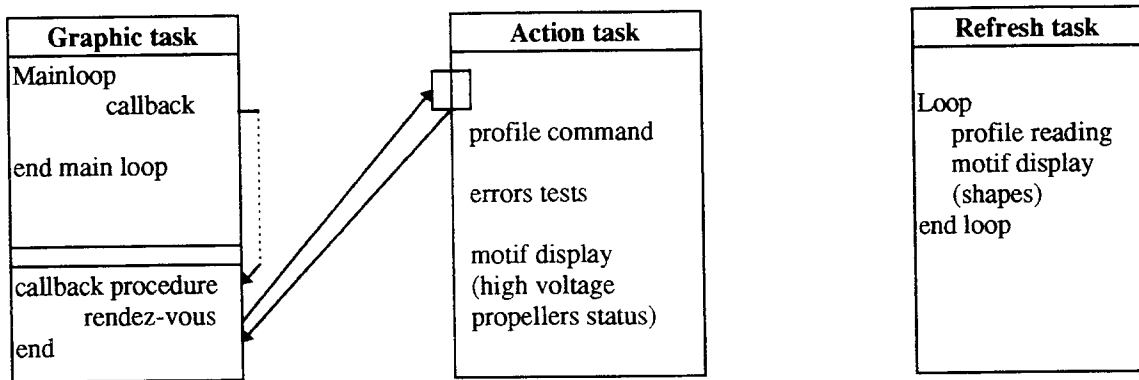 Graphic task
Mainloop
callback
end main loop
callback procedure
rendez-vous
end
Action task
profile command
errors tests
motif display
(high voltage
propellers status)
Refresh task
Loop
profile reading
motif display
(shapes)
end loop